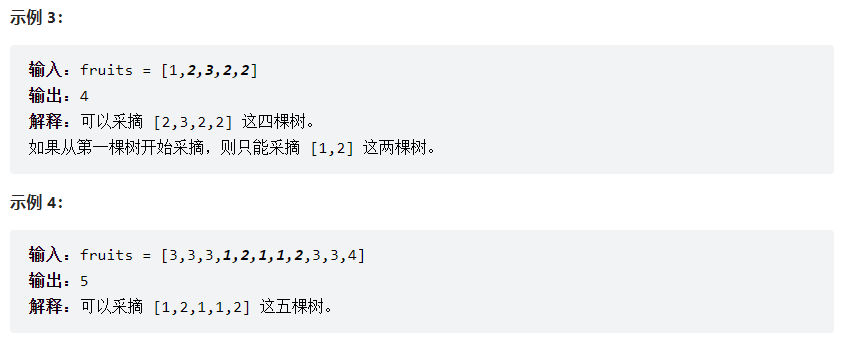 示例 3:
输入:fruits = [1,2,3,2,2]
输出:4
解释:可以采摘 [2,3,2,2] 这四棵树。
如果从第一棵树开始采摘,则只能采摘 [1,2] 这两棵树。
示例 4:
输入:fruits = [3,3,3,1,2,1,1,2,3,3,4]
输出:5
解释:可以采摘 [1,2,1,1,2] 这五棵树。